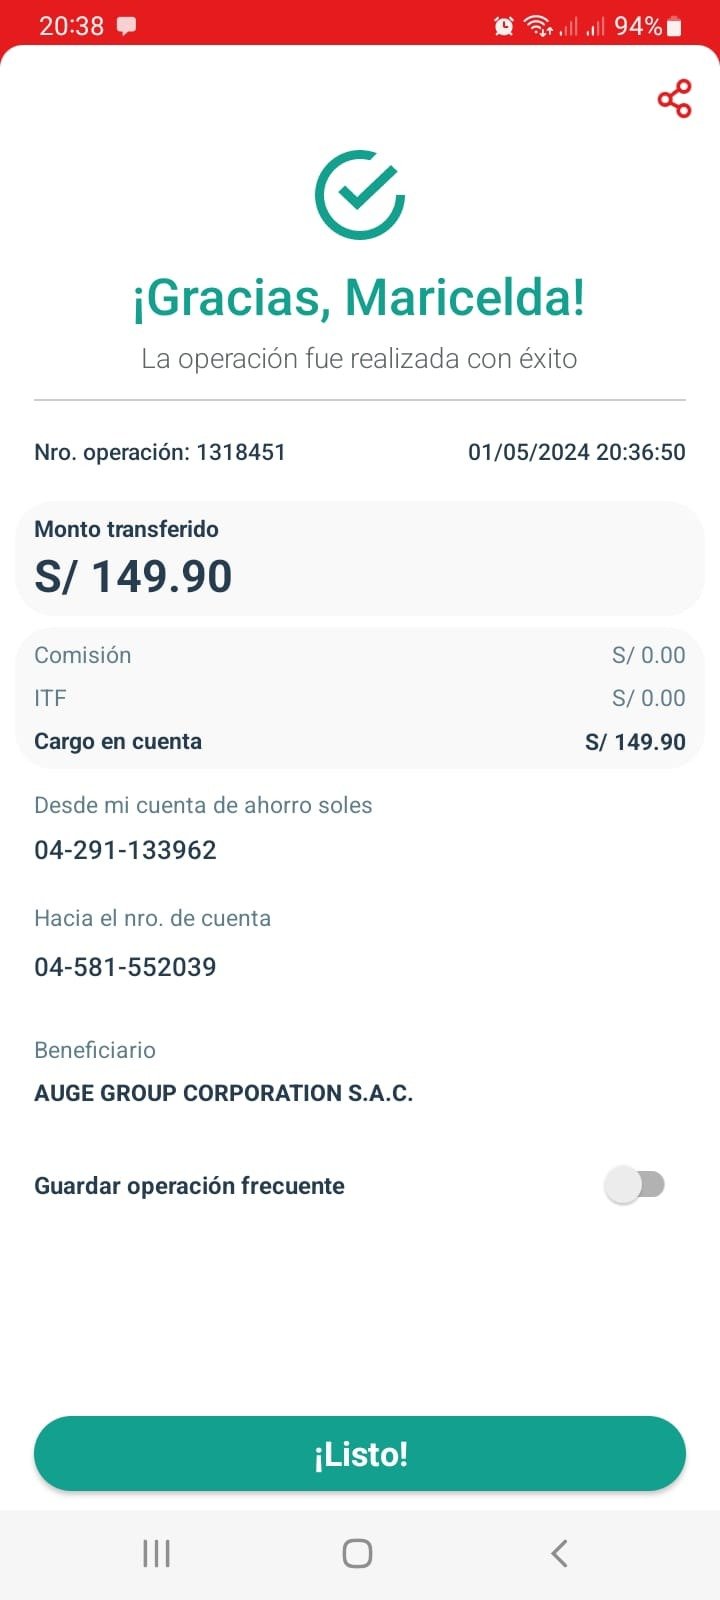 20:38
94%
¡Gracias, Maricelda!
La operación fue realizada con éxito
Nro. operación: 1318451 01/05/2024 20:36:50
Monto transferido
S/ 149.90
Comisión S/ 0.00
ITF S/ 0.00
Cargo en cuenta S/ 149.90
Desde mi cuenta de ahorro soles
04-291-133962
Hacia el nro. de cuenta
04-581-552039
Beneficiario
AUGE GROUP CORPORATION S.A.C.
Guardar operación frecuente
¡Listo!